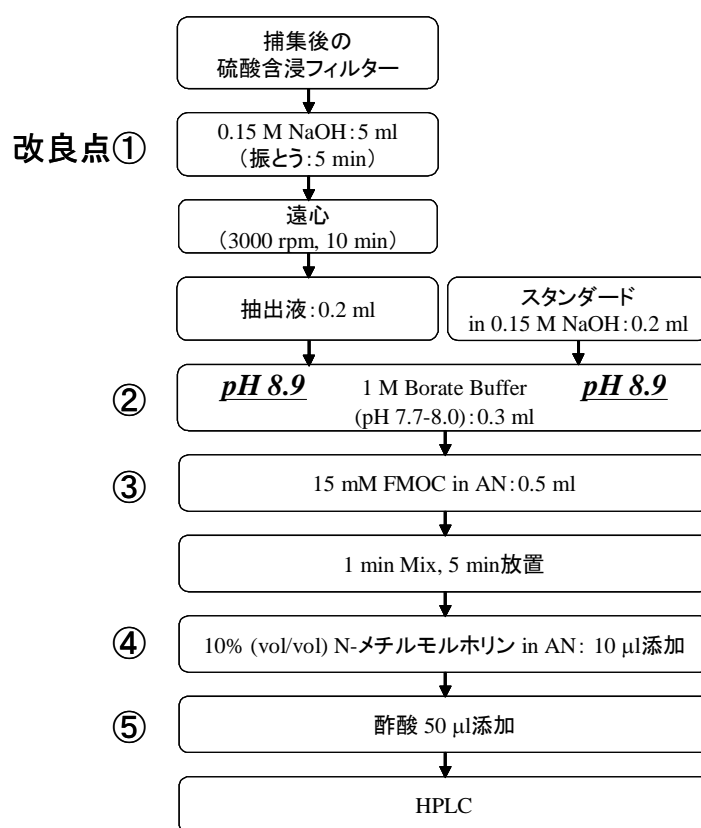 捕集後の
硫酸含浸フィルター
改良点①
0.15 M NaOH：5 ml
（振とう：5 min）
遠心
（3000 rpm, 10 min）
抽出液：0.2 ml
スタンダード
in 0.15 M NaOH：0.2 ml
②
pH 8.9 1 M Borate Buffer pH 8.9
(pH 7.7-8.0)：0.3 ml
③
15 mM FMOC in AN：0.5 ml
1 min Mix, 5 min放置
④
10% (vol/vol) N-メチルモルホリン in AN： 10 μl添加
⑤
酢酸 50 μl添加
HPLC